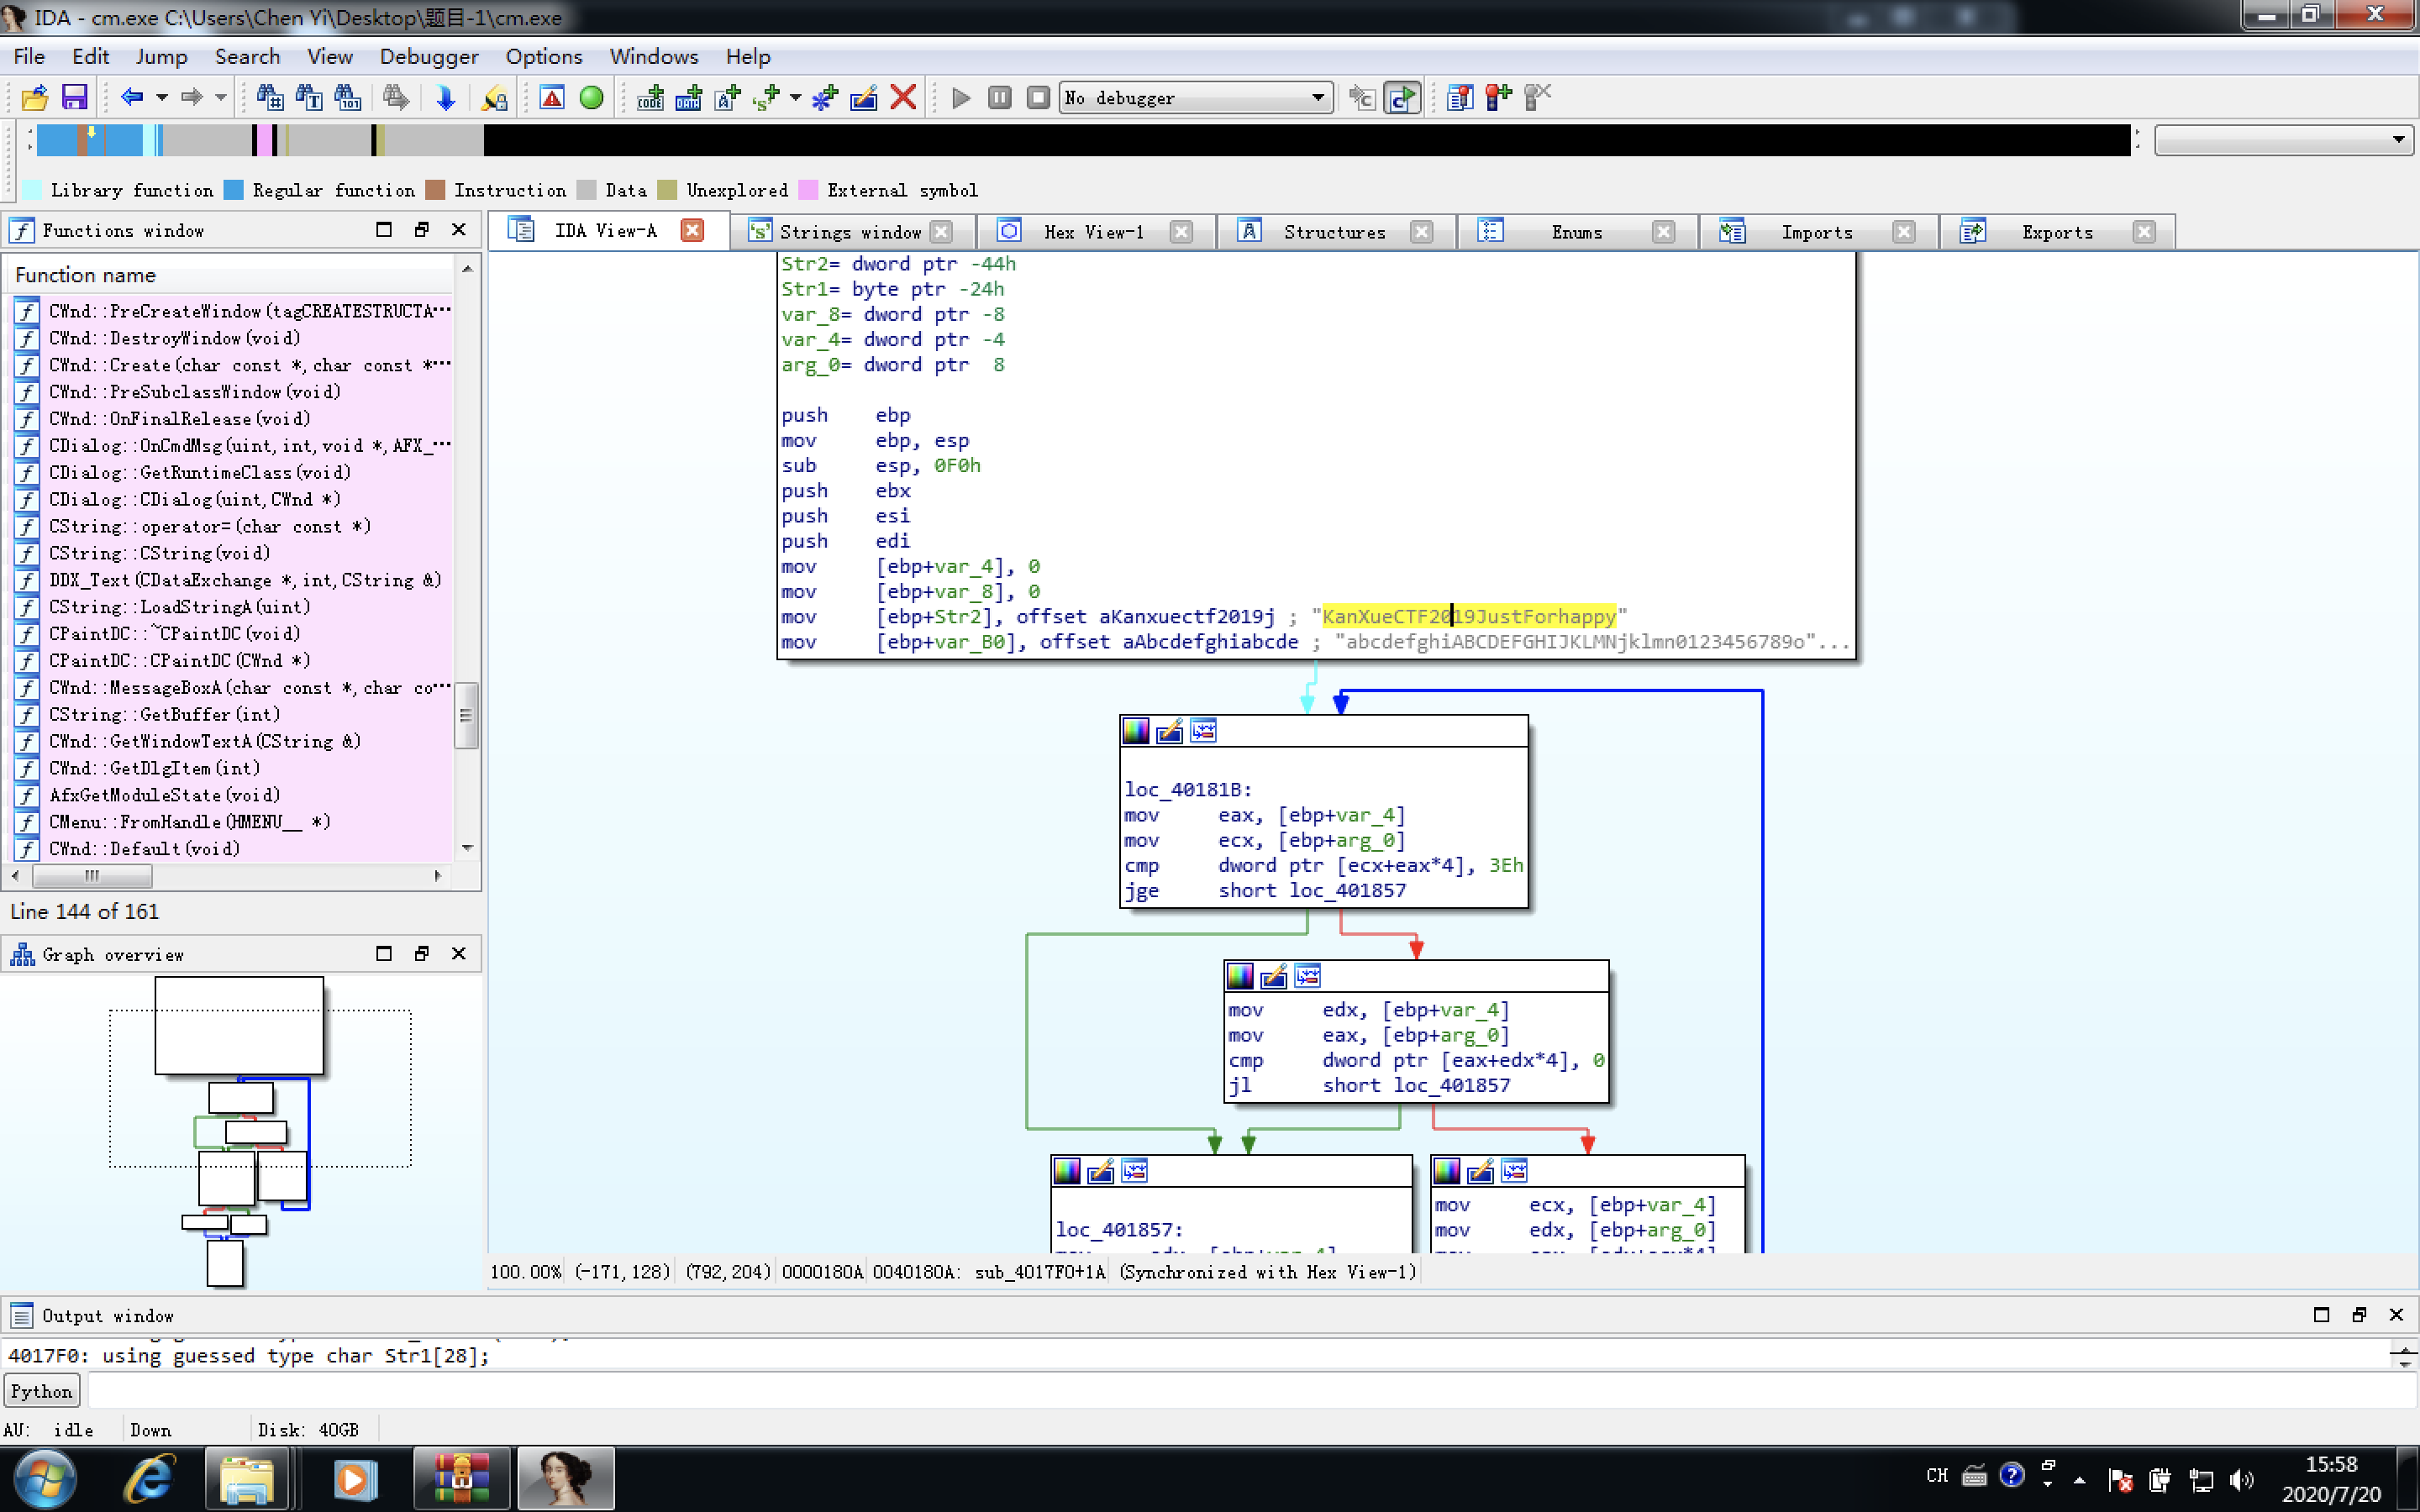 IDA - cm.exe C:\Users\Chen Yi\Desktop\题目-1\cm.exe
File Edit Jump Search View Debugger Options Windows Help
No debugger
Library function Regular function Instruction Data Unexplored External symbol
Functions window
Function name
CWnd::PreCreateWindow(tagCREATESTRUCTA…
CWnd::DestroyWindow(void)
CWnd::Create(char const *,char const *…
CWnd::PreSubclassWindow(void)
CWnd::OnFinalRelease(void)
CDialog::OnCmdMsg(uint,int,void *,AFX_…
CDialog::GetRuntimeClass(void)
CDialog::CDialog(uint,CWnd *)
CString::operator=(char const *)
CString::CString(void)
DDX_Text(CDataExchange *,int,CString &)
CString::LoadStringA(uint)
CPaintDC::~CPaintDC(void)
CPaintDC::CPaintDC(CWnd *)
CWnd::MessageBoxA(char const *,char co…
CString::GetBuffer(int)
CWnd::GetWindowTextA(CString &)
CWnd::GetDlgItem(int)
AfxGetModuleState(void)
CMenu::FromHandle(HMENU__ *)
CWnd::Default(void)
Line 144 of 161
Graph overview
IDA View-A Strings window Hex View-1 Structures Enums Imports Exports
Str2= dword ptr -44h
Str1= byte ptr -24h
var_8= dword ptr -8
var_4= dword ptr -4
arg_0= dword ptr  8
push    ebp
mov     ebp, esp
sub     esp, 0F0h
push    ebx
push    esi
push    edi
mov     [ebp+var_4], 0
mov     [ebp+var_8], 0
mov     [ebp+Str2], offset aKanxuectf2019j ; "KanXueCTF2019JustForhappy"
mov     [ebp+var_B0], offset aAbcdefghiabcde ; "abcdefghiABCDEFGHIJKLMNjklmn0123456789o"...
loc_40181B:
mov     eax, [ebp+var_4]
mov     ecx, [ebp+arg_0]
cmp     dword ptr [ecx+eax*4], 3Eh
jge     short loc_401857
mov     edx, [ebp+var_4]
mov     eax, [ebp+arg_0]
cmp     dword ptr [eax+edx*4], 0
jl      short loc_401857
loc_401857:
mov     ecx, [ebp+var_4]
mov     edx, [ebp+arg_0]
100.00% (-171,128) (792,204) 0000180A 0040180A: sub_4017F0+1A (Synchronized with Hex View-1)
Output window
4017F0: using guessed type char Str1[28];
Python
AU: idle Down Disk: 40GB
CH
15:58
2020/7/20